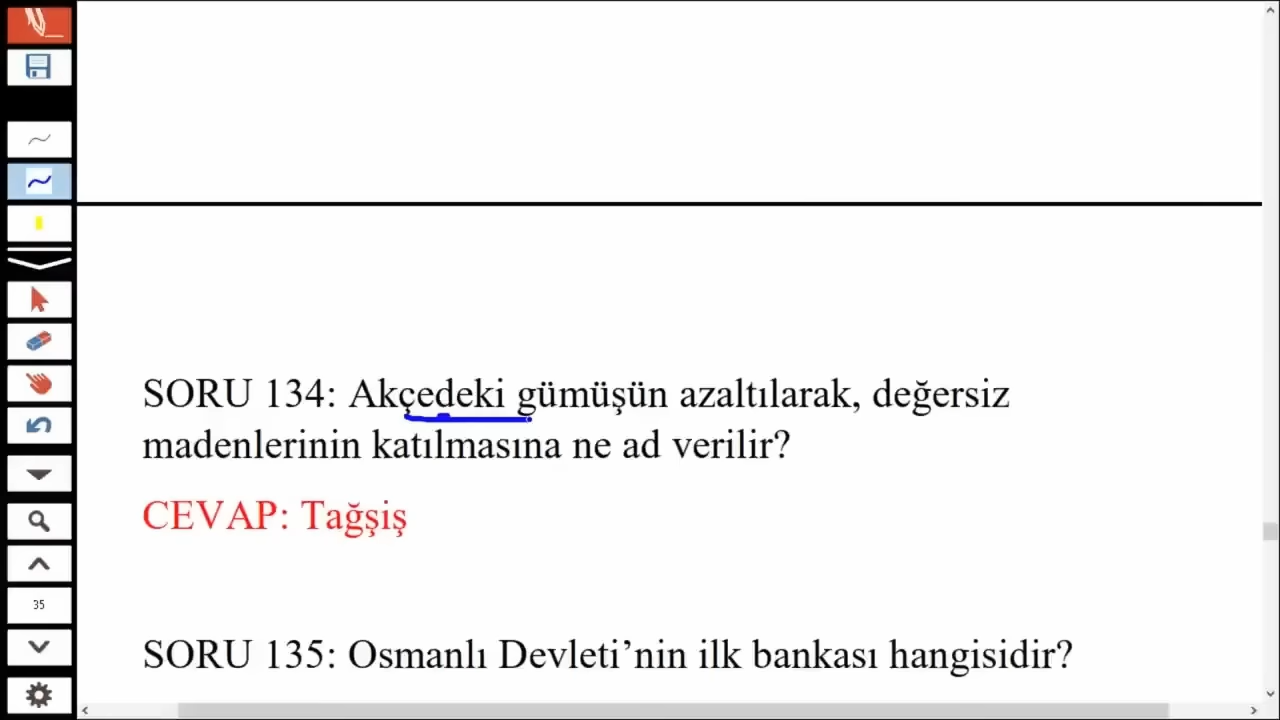 SORU 134: Akçedeki gümüşün azaltılarak, değersiz
madenlerinin katılmasına ne ad verilir?
CEVAP: Tağşiş
35
SORU 135: Osmanlı Devleti’nin ilk bankası hangisidir?